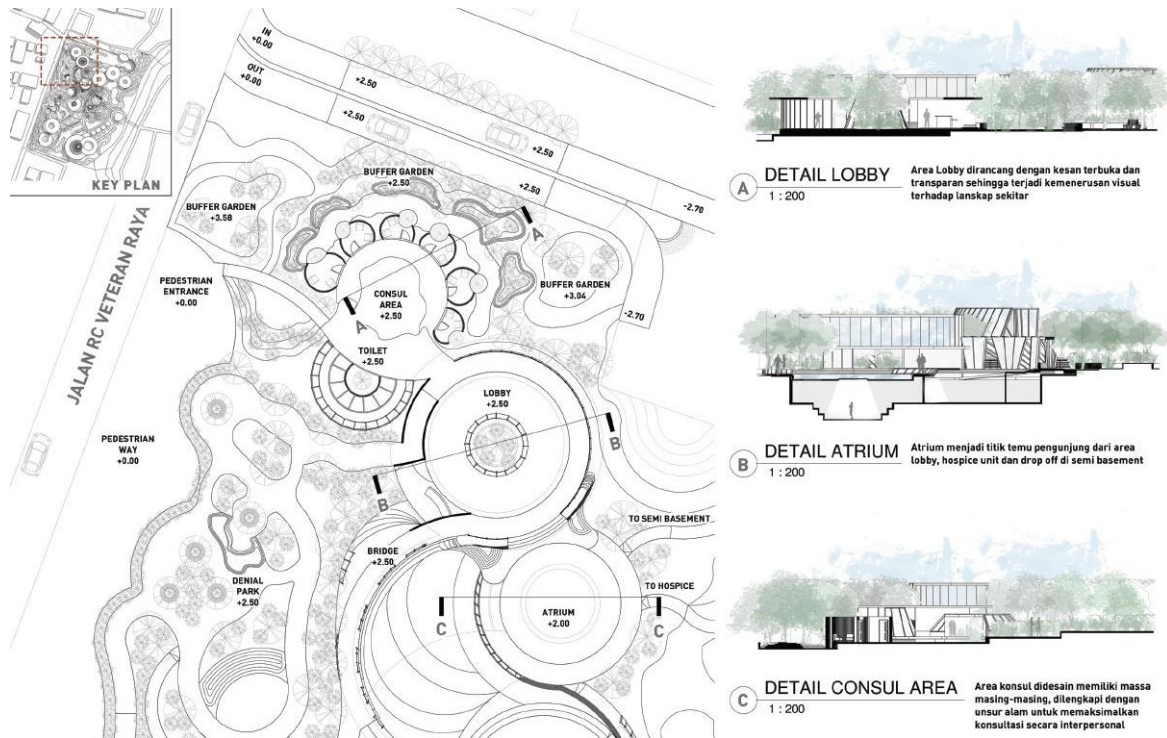 KEY PLAN
IN
+0.00
OUT
+0.00
+2.50
+2.50
+2.50
+2.50
-2.70
-2.70
BUFFER GARDEN
+2.50
BUFFER GARDEN
+3.58
BUFFER GARDEN
+3.04
JALAN RC VETERAN RAYA
PEDESTRIAN
ENTRANCE
+0.00
CONSUL
AREA
+2.50
A
A
TOILET
+2.50
LOBBY
+2.50
PEDESTRIAN
WAY
+0.00
B
B
TO SEMI BASEMENT
BRIDGE
+2.50
DENIAL
PARK
+2.50
TO HOSPICE
ATRIUM
+2.00
C
C
A
DETAIL LOBBY
1 : 200
Area Lobby dirancang dengan kesan terbuka dan
transparan sehingga terjadi kemenerusan visual
terhadap lanskap sekitar
B
DETAIL ATRIUM
1 : 200
Atrium menjadi titik temu pengunjung dari area
lobby, hospice unit dan drop off di semi basement
C
DETAIL CONSUL AREA
1 : 200
Area konsul didesain memiliki massa
masing-masing, dilengkapi dengan
unsur alam untuk memaksimalkan
konsultasi secara interpersonal